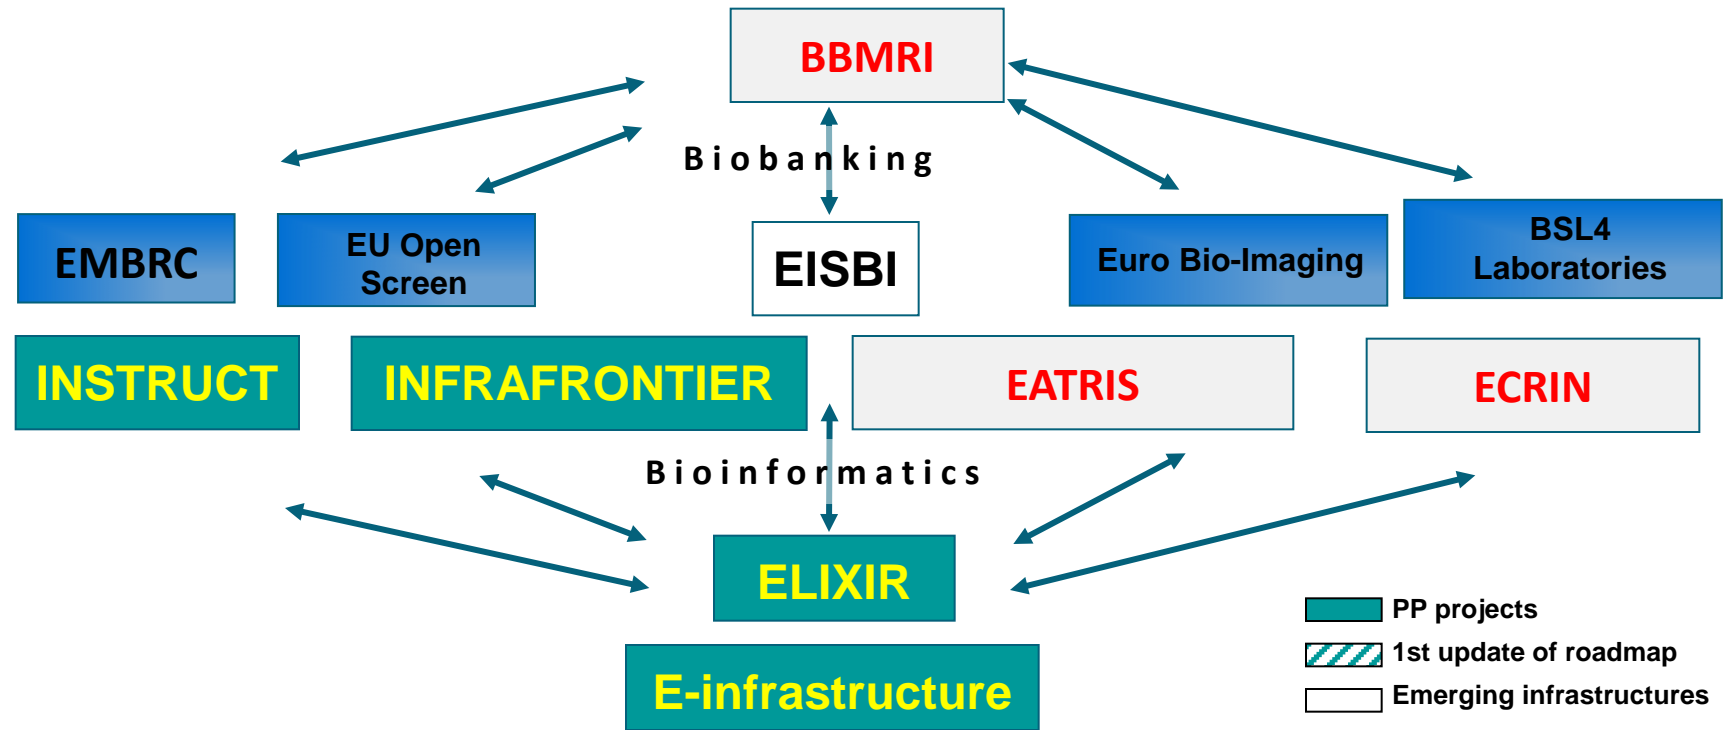 BBMRI
Biobanking
EMBRC
EU Open
Screen
EISBI
Euro Bio-Imaging
BSL4
Laboratories
INSTRUCT
INFRAFRONTIER
EATRIS
ECRIN
Bioinformatics
ELIXIR
E-infrastructure
PP projects
1st update of roadmap
Emerging infrastructures